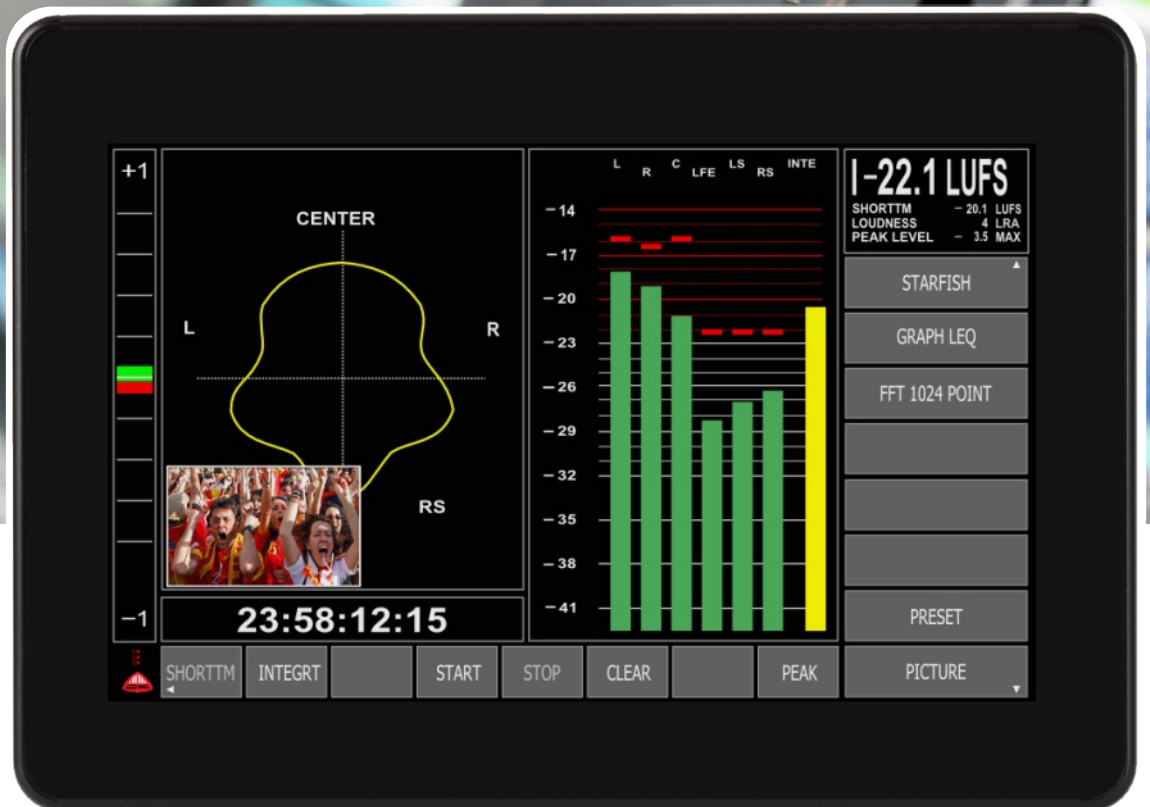 +1
−1
CENTER
L
R
RS
23:58:12:15
L R C LFE LS RS INTE
−14
−17
−20
−23
−26
−29
−32
−35
−38
−41
I −22.1 LUFS
SHORTTM − 20.1 LUFS
LOUDNESS 4 LRA
PEAK LEVEL − 3.5 MAX
STARFISH
GRAPH LEQ
FFT 1024 POINT
PRESET
PICTURE
SHORTTM
INTEGRT
START
STOP
CLEAR
PEAK